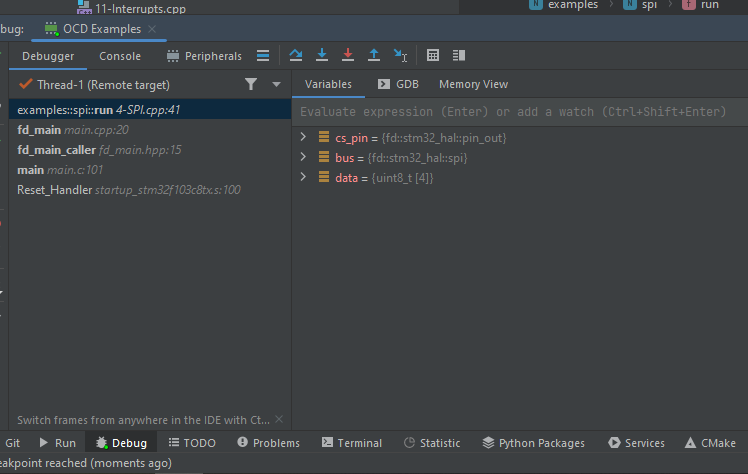 11-Interrupts.cpp
N examples N spi f run
bug: OCD Examples
Debugger Console Peripherals
Thread-1 (Remote target)
Variables GDB Memory View
Evaluate expression (Enter) or add a watch (Ctrl+Shift+Enter)
examples::spi::run 4-SPI.cpp:41
fd_main main.cpp:20
fd_main_caller fd_main.hpp:15
main main.c:101
Reset_Handler startup_stm32f103c8tx.s:100
cs_pin = {fd::stm32_hal::pin_out}
bus = {fd::stm32_hal::spi}
data = {uint8_t [4]}
Switch frames from anywhere in the IDE with Ct...
Git Run Debug TODO Problems Terminal Statistic Python Packages Services CMake
eakpoint reached (moments ago)